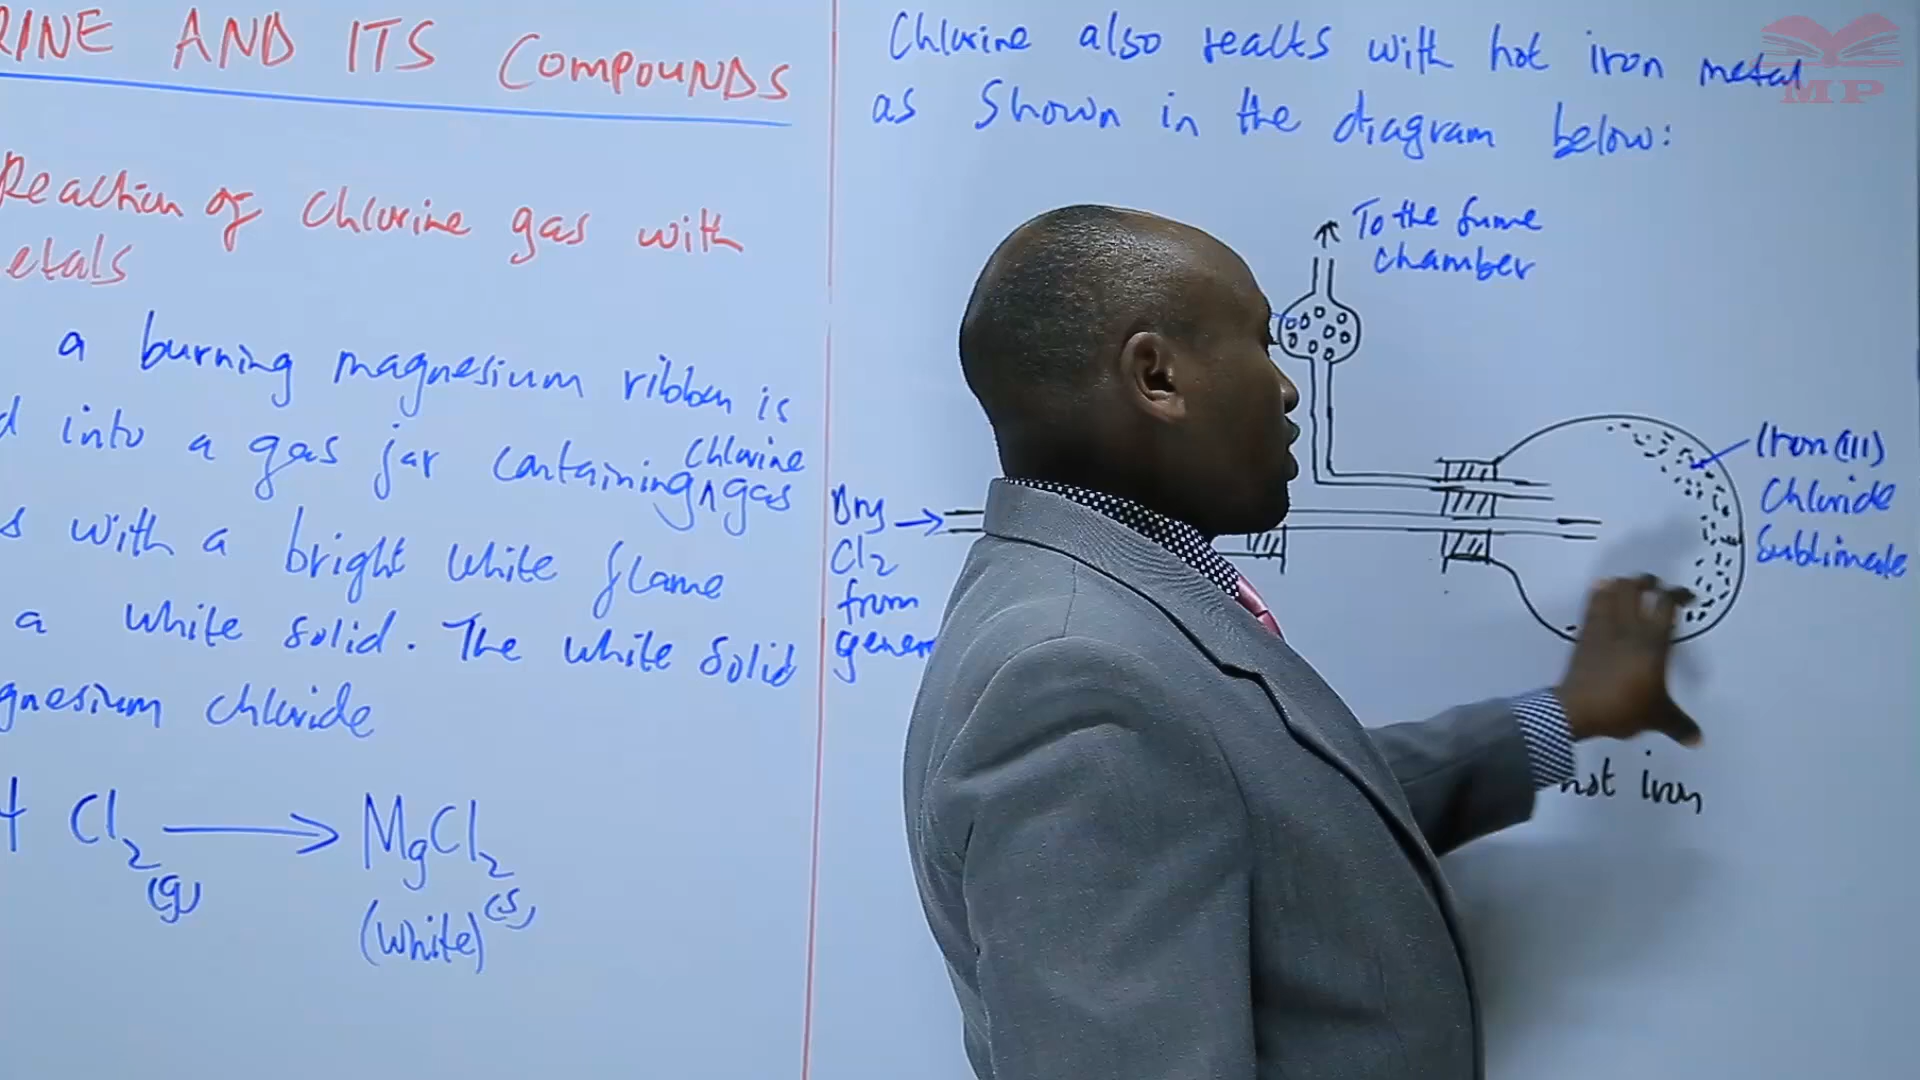 RINE AND ITS COMPOUNDS
Reaction of Chlorine gas with
etals
a burning magnesium ribbon is
d into a gas jar containing chlorine gas
s with a bright white flame
a white solid. The white solid
gnesium chloride
+ Cl2(g) → MgCl2(s)
(white)
Chlorine also reacts with hot iron metal
as shown in the diagram below:
To the fume
chamber
Dry
Cl2
from
gener
Iron(III)
Chloride
Sublimate
hot iron
MP